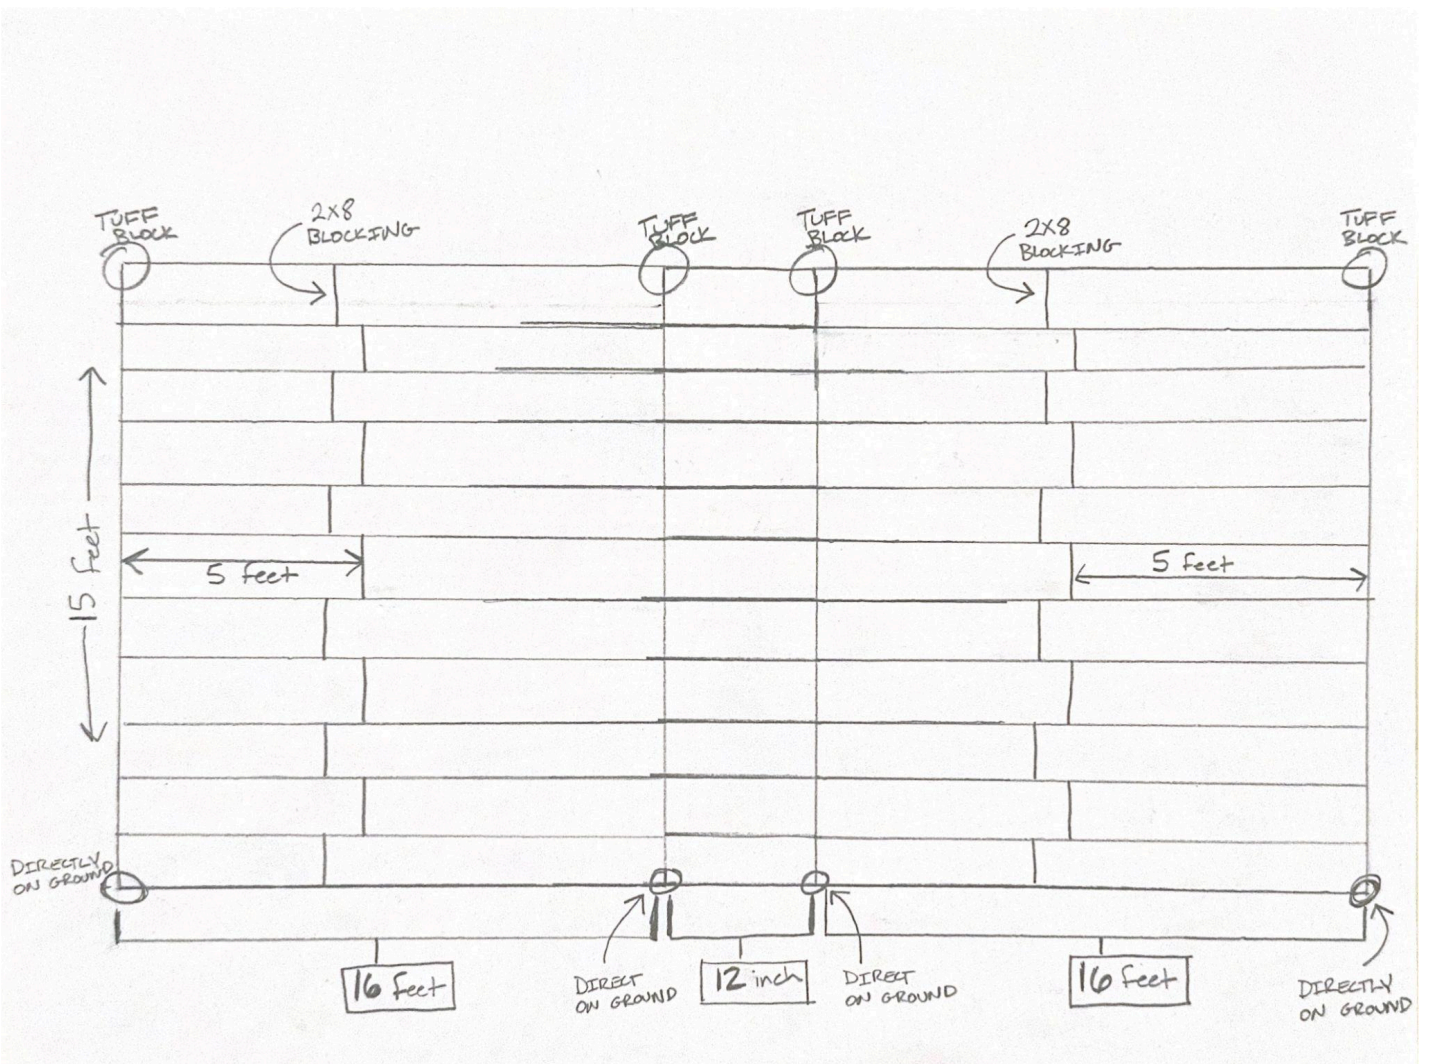 TUFF
BLOCK
2x8
BLOCKING
TUFF
BLOCK
TUFF
BLOCK
2x8
BLOCKING
TUFF
BLOCK
15 feet
5 feet
5 feet
DIRECTLY
ON GROUND
16 feet
DIRECT
ON GROUND
12 inch
DIRECT
ON GROUND
16 feet
DIRECTLY
ON GROUND